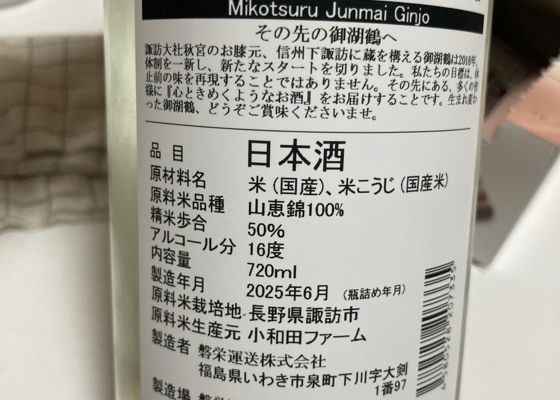 Mikotsuru Junmai Ginjo
その先の御湖鶴へ
諏訪大社秋宮のお膝元、信州下諏訪に蔵を構える御湖鶴は2018年、
体制を一新し、新たなスタートを切りました。私たちの目標は、休
止前の味を再現することではありません。その先にある、多くの皆
様に『心ときめくようなお酒』をお届けすることです。生まれ変わ
った御湖鶴、どうぞご賞味くださいませ。
品目 日本酒
原材料名 米(国産)、米こうじ(国産米)
原料米品種 山恵錦100%
精米歩合 50%
アルコール分 16度
内容量 720ml
製造年月 2025年6月 (瓶詰め年月)
原料米栽培地 長野県諏訪市
原料米生産元 小和田ファーム
製造者 磐栄運送株式会社
福島県いわき市泉町下川字大剣
1番97
製造場